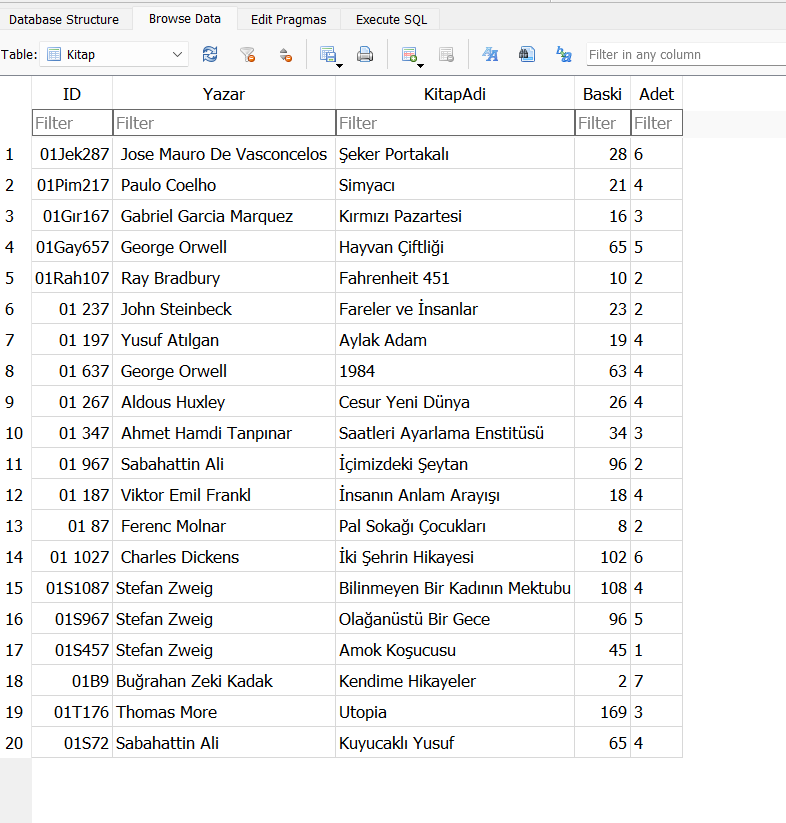 Database Structure Browse Data Edit Pragmas Execute SQL
Table: Kitap Filter in any column
ID Yazar KitapAdi Baski Adet
Filter Filter Filter Filter Filter
1 01Jek287 Jose Mauro De Vasconcelos Şeker Portakalı 28 6
2 01Pim217 Paulo Coelho Simyacı 21 4
3 01Gır167 Gabriel Garcia Marquez Kırmızı Pazartesi 16 3
4 01Gay657 George Orwell Hayvan Çiftliği 65 5
5 01Rah107 Ray Bradbury Fahrenheit 451 10 2
6 01 237 John Steinbeck Fareler ve İnsanlar 23 2
7 01 197 Yusuf Atılgan Aylak Adam 19 4
8 01 637 George Orwell 1984 63 4
9 01 267 Aldous Huxley Cesur Yeni Dünya 26 4
10 01 347 Ahmet Hamdi Tanpınar Saatleri Ayarlama Enstitüsü 34 3
11 01 967 Sabahattin Ali İçimizdeki Şeytan 96 2
12 01 187 Viktor Emil Frankl İnsanın Anlam Arayışı 18 4
13 01 87 Ferenc Molnar Pal Sokağı Çocukları 8 2
14 01 1027 Charles Dickens İki Şehrin Hikayesi 102 6
15 01S1087 Stefan Zweig Bilinmeyen Bir Kadının Mektubu 108 4
16 01S967 Stefan Zweig Olağanüstü Bir Gece 96 5
17 01S457 Stefan Zweig Amok Koşucusu 45 1
18 01B9 Buğrahan Zeki Kadak Kendime Hikayeler 2 7
19 01T176 Thomas More Utopia 169 3
20 01S72 Sabahattin Ali Kuyucaklı Yusuf 65 4